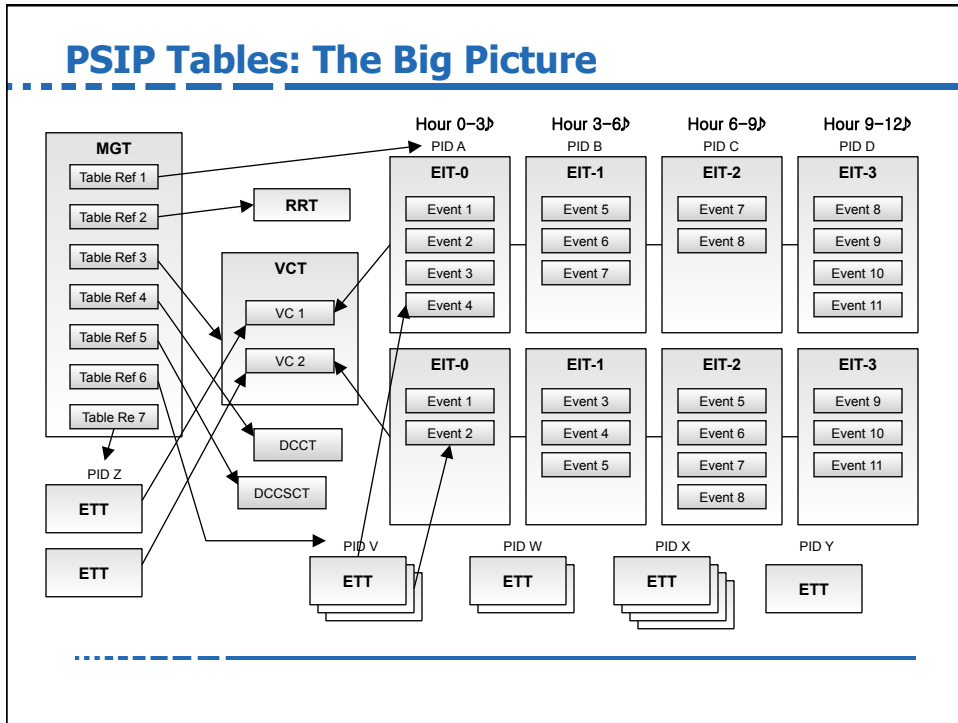 PSIP Tables: The Big Picture
Hour 0-3♪
Hour 3-6♪
Hour 6-9♪
Hour 9-12♪
PID A
PID B
PID C
PID D
MGT
Table Ref 1
Table Ref 2
Table Ref 3
Table Ref 4
Table Ref 5
Table Ref 6
Table Re 7
RRT
VCT
VC 1
VC 2
DCCT
DCCSCT
EIT-0
Event 1
Event 2
Event 3
Event 4
EIT-1
Event 5
Event 6
Event 7
EIT-2
Event 7
Event 8
EIT-3
Event 8
Event 9
Event 10
Event 11
EIT-0
Event 1
Event 2
EIT-1
Event 3
Event 4
Event 5
EIT-2
Event 5
Event 6
Event 7
Event 8
EIT-3
Event 9
Event 10
Event 11
PID Z
ETT
ETT
PID V
ETT
PID W
ETT
PID X
ETT
PID Y
ETT